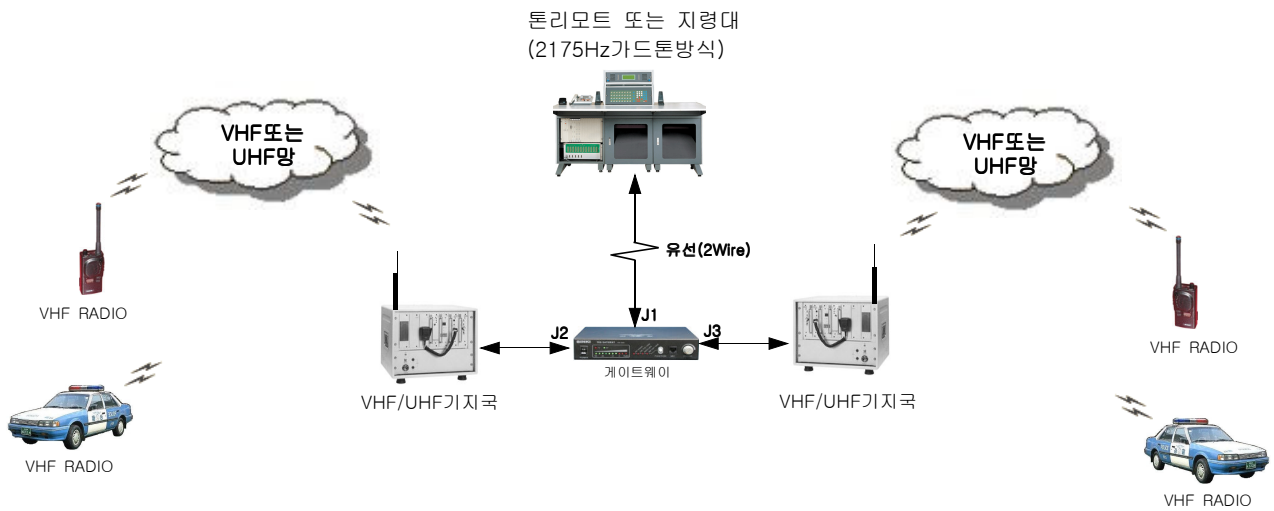 톤리모트 또는 지령대
(2175Hz가드톤방식)
VHF또는
UHF망
VHF또는
UHF망
유선(2Wire)
VHF RADIO
J1
J2
J3
게이트웨이
VHF RADIO
VHF/UHF기지국
VHF/UHF기지국
VHF RADIO
VHF RADIO